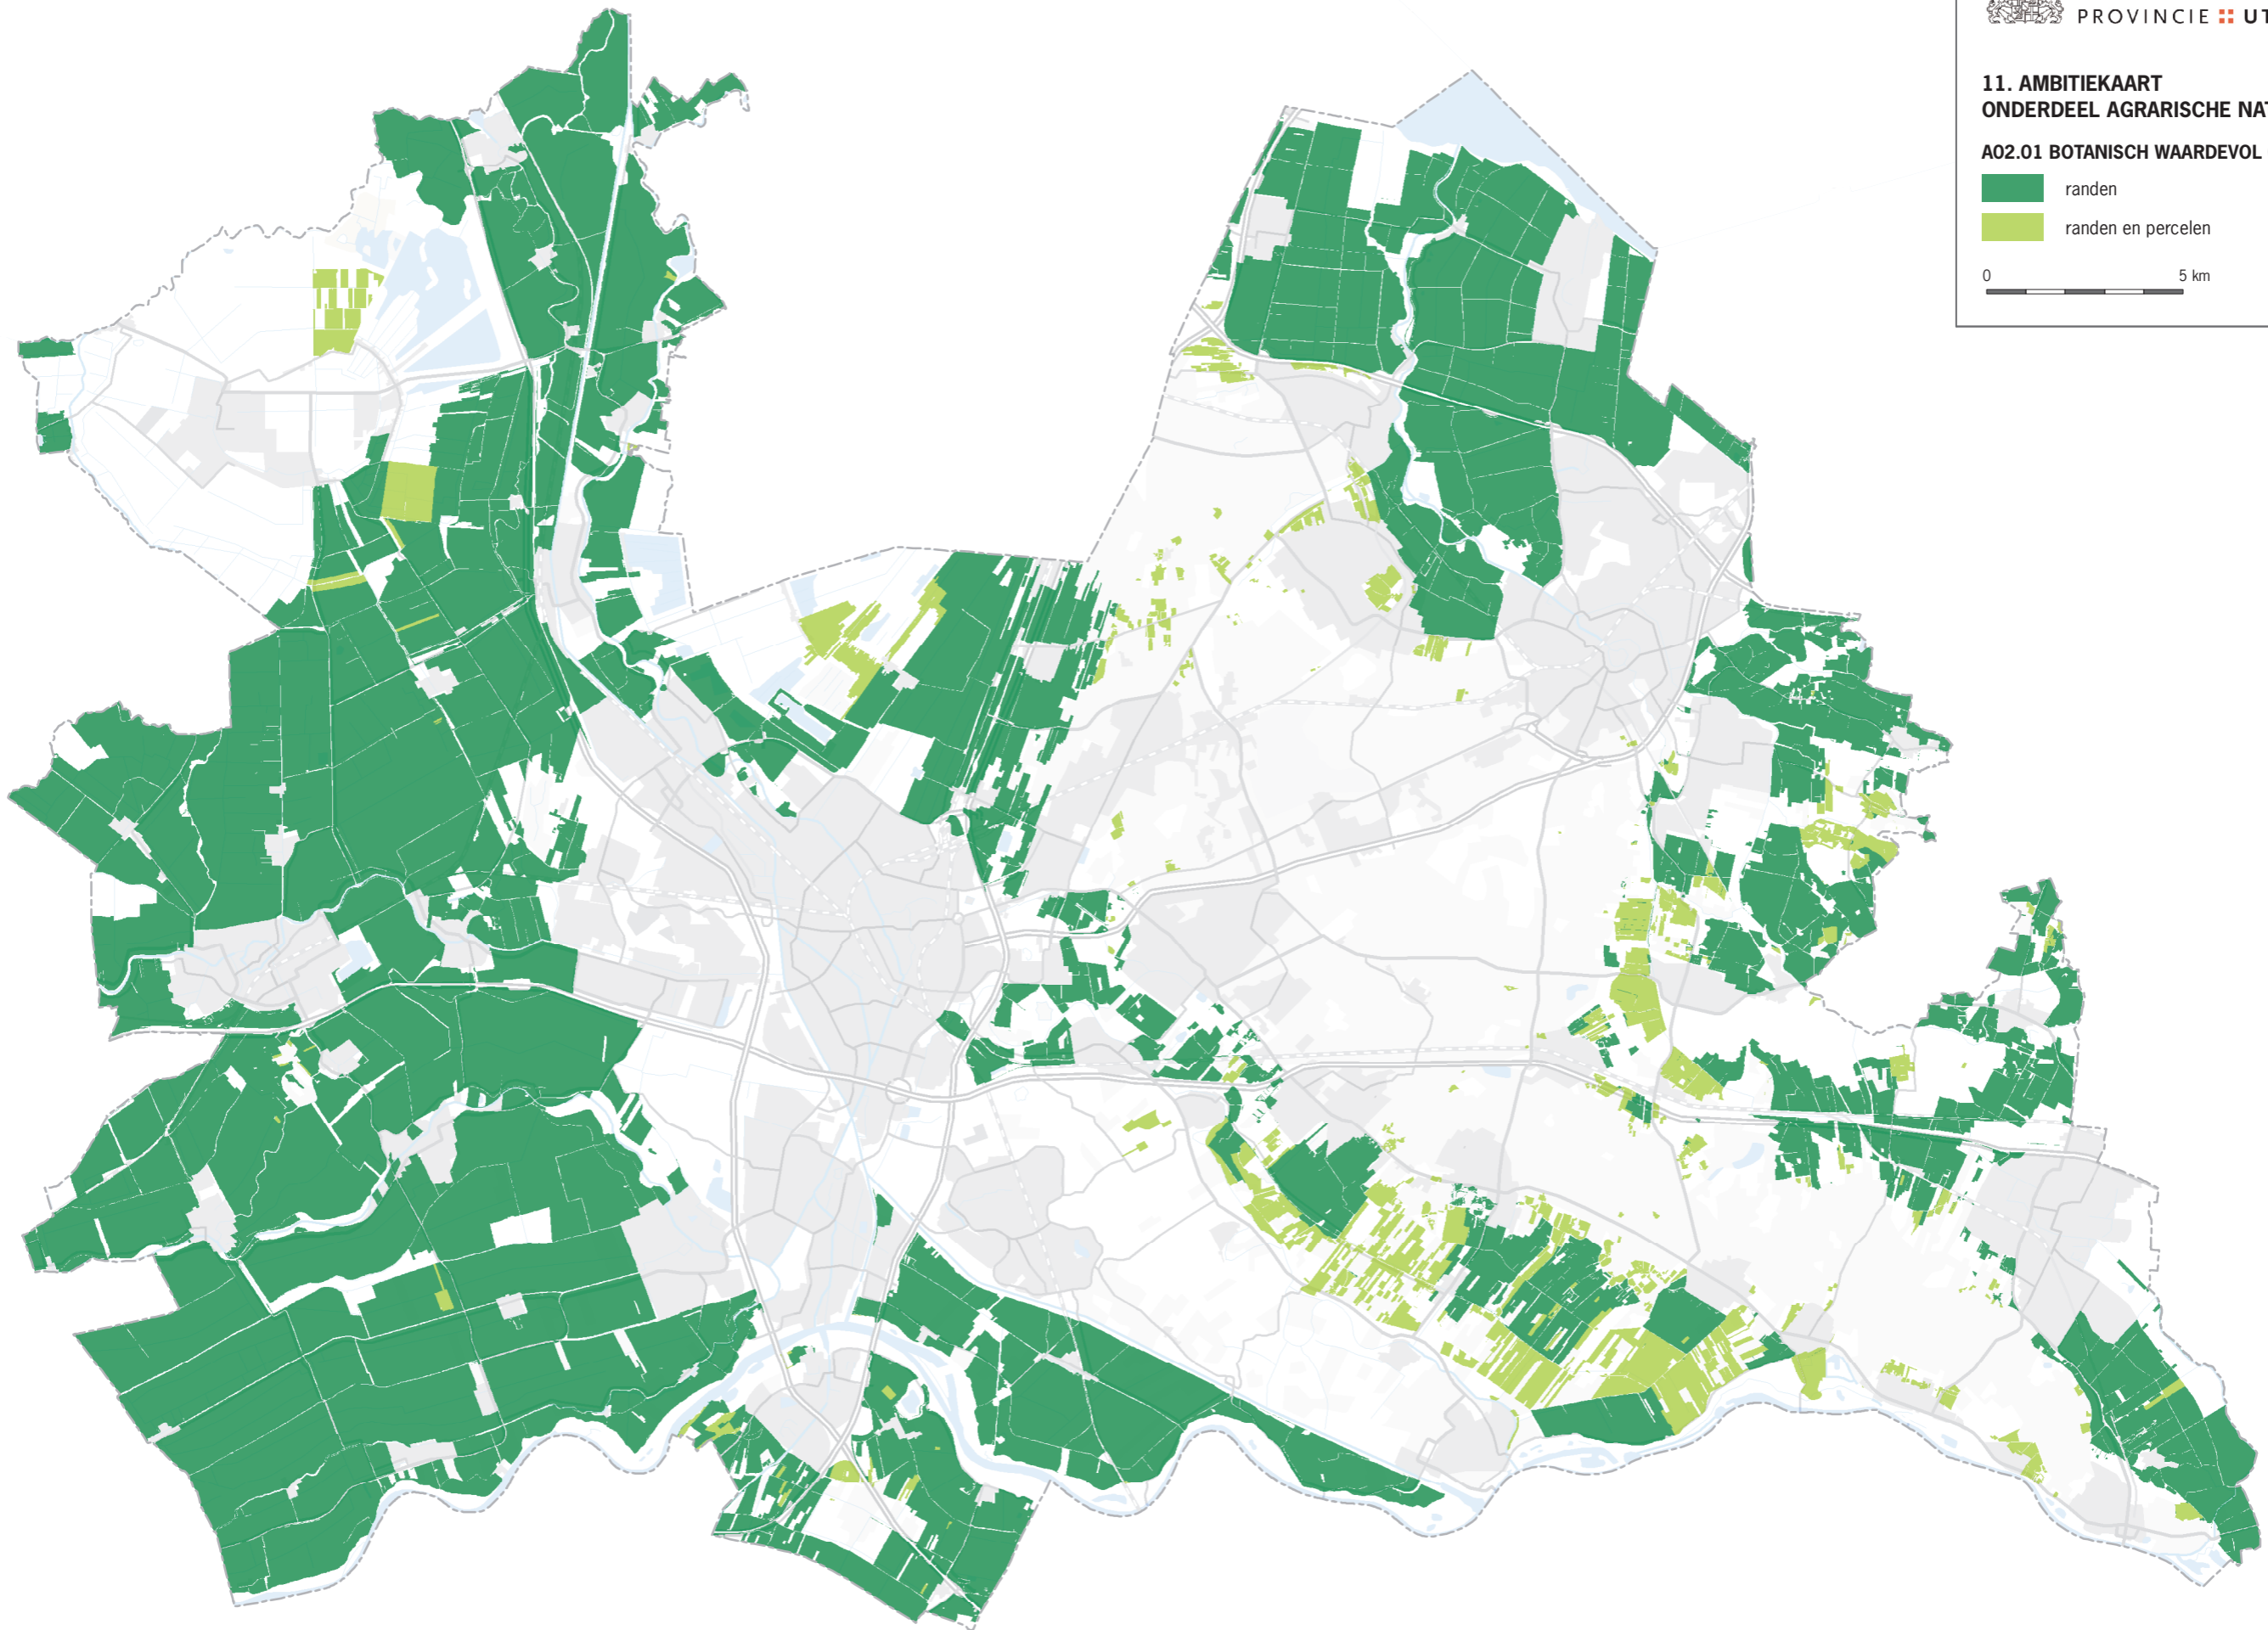 PROVINCIE :: UT
11. AMBITIEKAART
ONDERDEEL AGRARISCHE NAT
A02.01 BOTANISCH WAARDEVOL
randen
randen en percelen
0 5 km